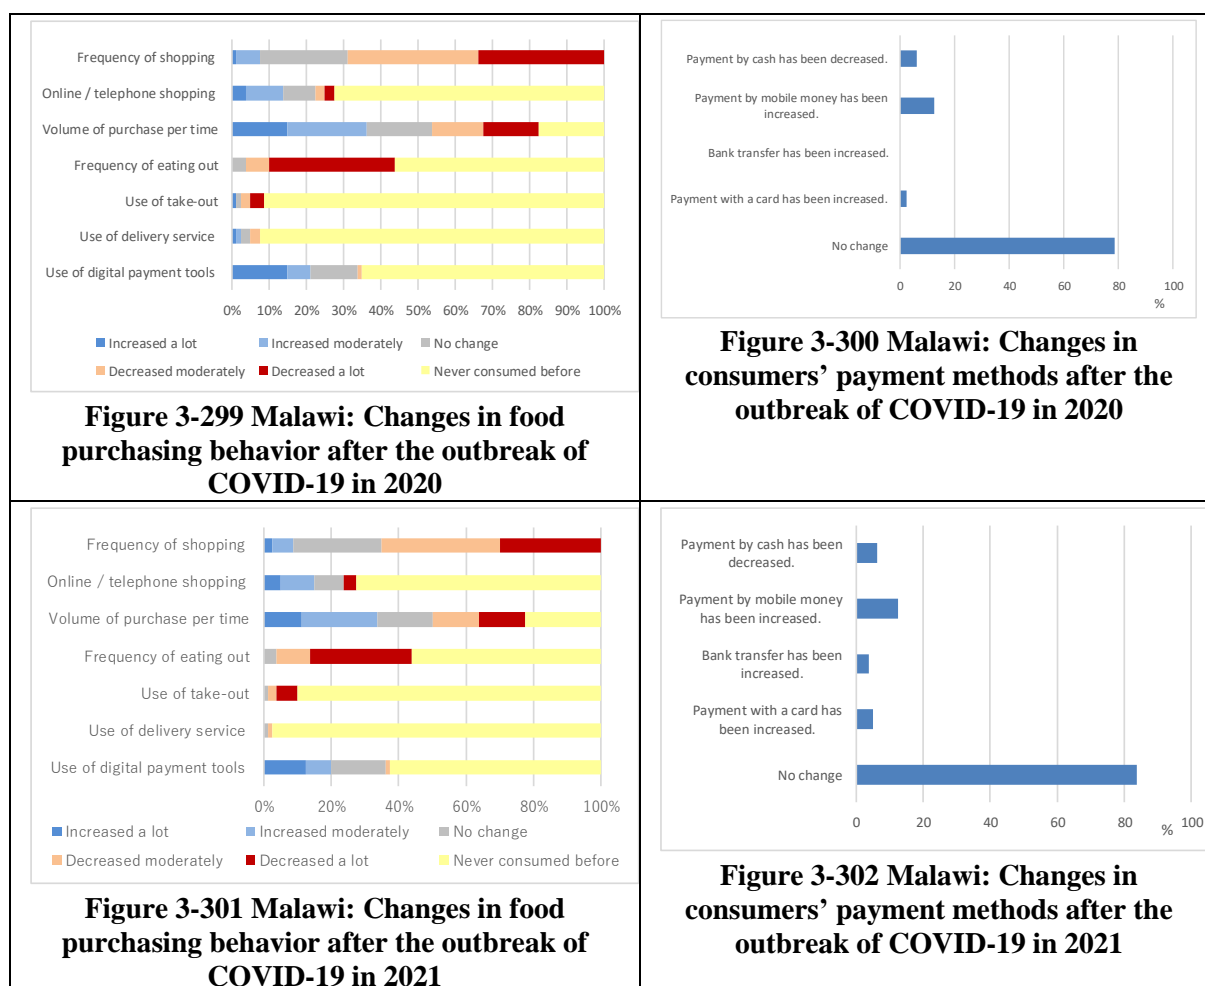 Frequency of shopping
Online / telephone shopping
Volume of purchase per time
Frequency of eating out
Use of take-out
Use of delivery service
Use of digital payment tools
0% 10% 20% 30% 40% 50% 60% 70% 80% 90% 100%
Increased a lot Increased moderately No change
Decreased moderately Decreased a lot Never consumed before
Figure 3-299 Malawi: Changes in food
purchasing behavior after the outbreak of
COVID-19 in 2020
Payment by cash has been decreased.
Payment by mobile money has been
increased.
Bank transfer has been increased.
Payment with a card has been increased.
No change
0 20 40 60 80 100
%
Figure 3-300 Malawi: Changes in
consumers’ payment methods after the
outbreak of COVID-19 in 2020
Frequency of shopping
Online / telephone shopping
Volume of purchase per time
Frequency of eating out
Use of take-out
Use of delivery service
Use of digital payment tools
0% 20% 40% 60% 80% 100%
Increased a lot Increased moderately No change
Decreased moderately Decreased a lot Never consumed before
Figure 3-301 Malawi: Changes in food
purchasing behavior after the outbreak of
COVID-19 in 2021
Payment by cash has been
decreased.
Payment by mobile money
has been increased.
Bank transfer has been
increased.
Payment with a card has
been increased.
No change
0 20 40 60 80 100
%
Figure 3-302 Malawi: Changes in
consumers’ payment methods after the
outbreak of COVID-19 in 2021